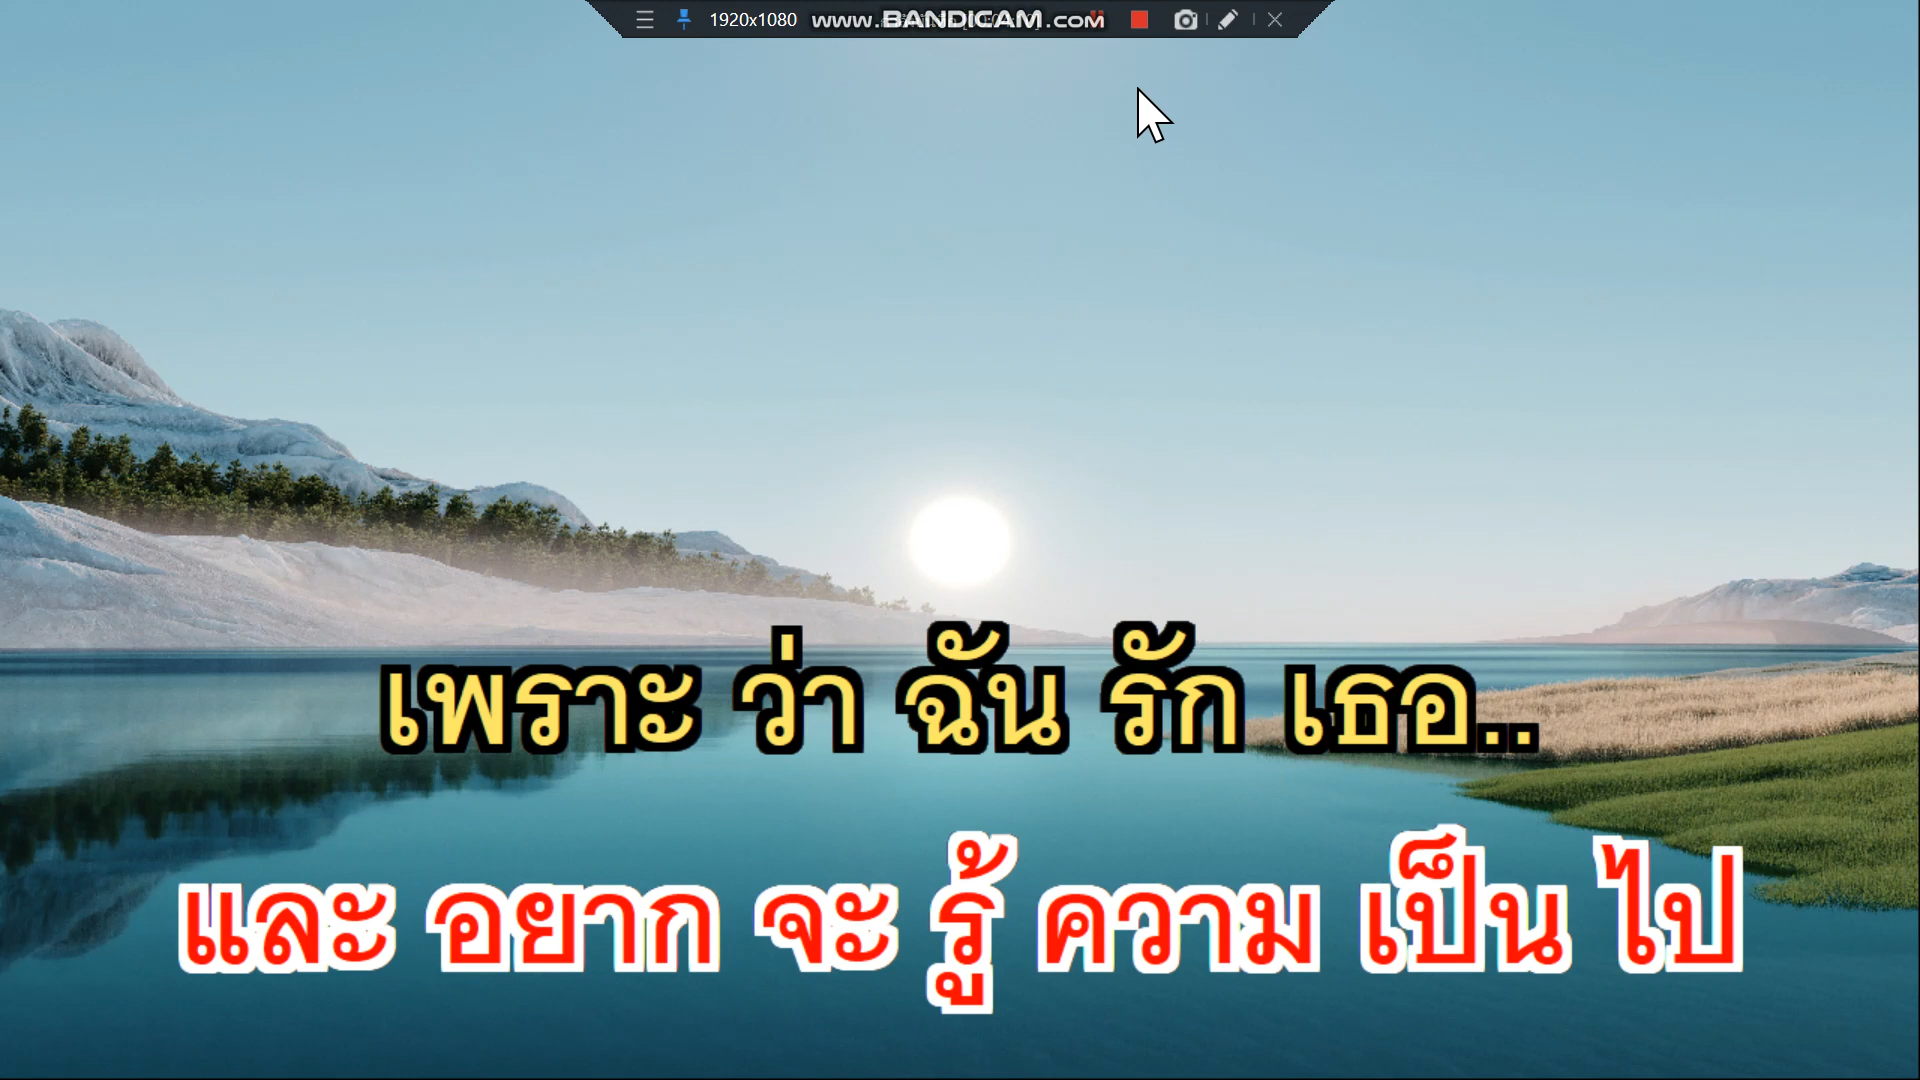 1920x1080 www.BANDICAM.com
เพราะ ว่า ฉัน รัก เธอ..
และ อยาก จะ รู้ ความ เป็น ไป